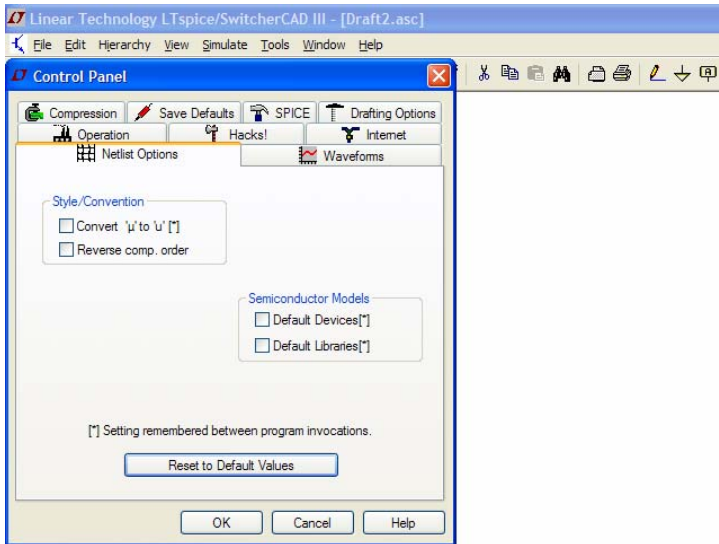 Linear Technology LTspice/SwitcherCAD III - [Draft2.asc]
File Edit Hierarchy View Simulate Tools Window Help
Control Panel
Compression Save Defaults SPICE Drafting Options
Operation Hacks! Internet
Netlist Options Waveforms
Style/Convention
Convert 'µ' to 'u' [*]
Reverse comp. order
Semiconductor Models
Default Devices[*]
Default Libraries[*]
[*] Setting remembered between program invocations.
Reset to Default Values
OK Cancel Help